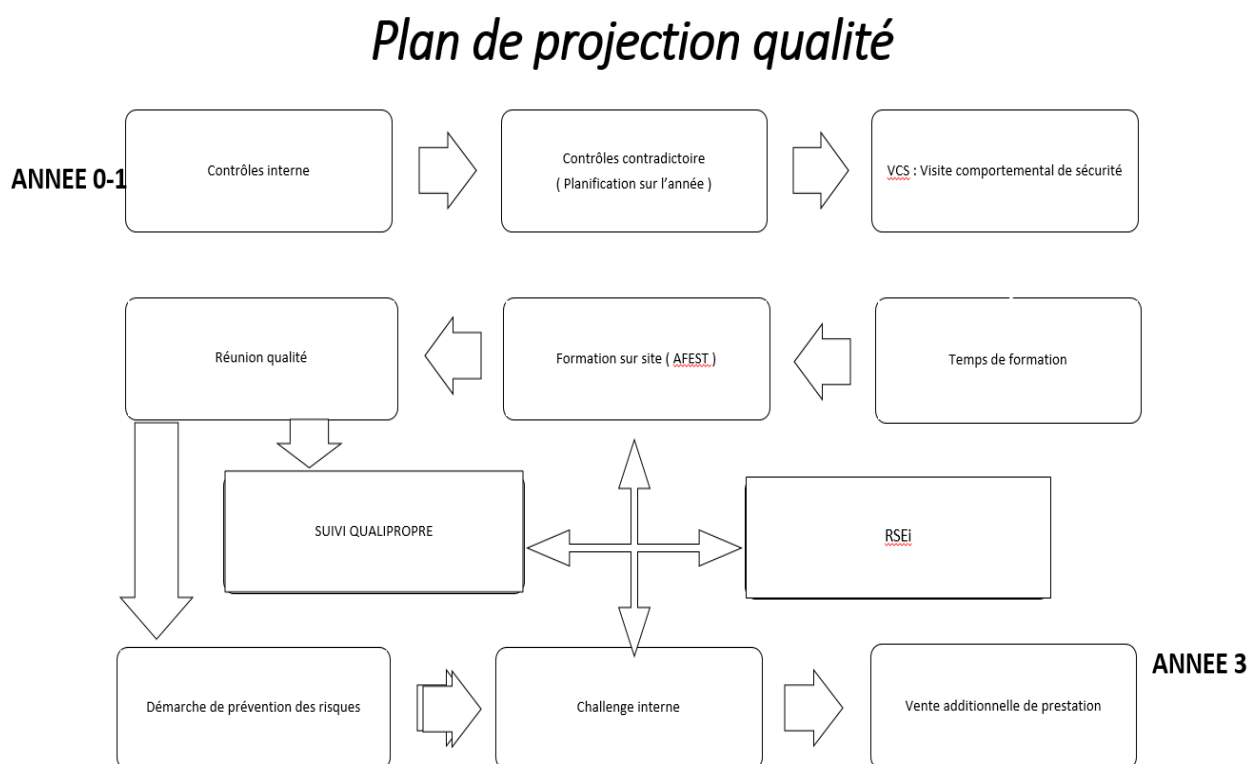 Plan de projection qualité
ANNEE 0-1
Contrôles interne
Contrôles contradictoire
( Planification sur l'année )
VCS : Visite comportemental de sécurité
Réunion qualité
Formation sur site ( AFEST )
Temps de formation
SUIVI QUALIPROPRE
RSEi
Démarche de prévention des risques
Challenge interne
Vente additionnelle de prestation
ANNEE 3